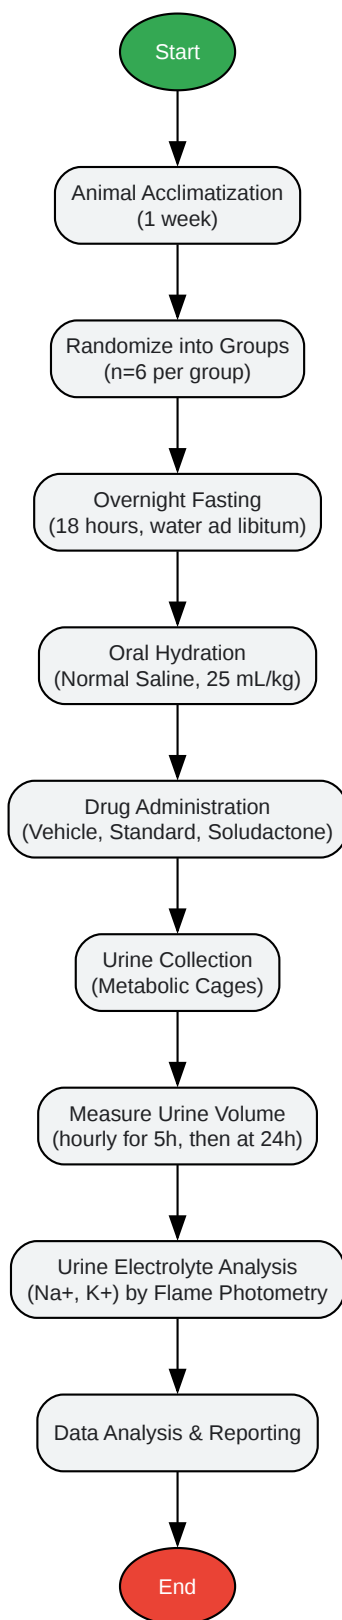 Start
Animal Acclimatization
(1 week)
Randomize into Groups
(n=6 per group)
Overnight Fasting
(18 hours, water ad libitum)
Oral Hydration
(Normal Saline, 25 mL/kg)
Drug Administration
(Vehicle, Standard, Soludactone)
Urine Collection
(Metabolic Cages)
Measure Urine Volume
(hourly for 5h, then at 24h)
Urine Electrolyte Analysis
(Na+, K+) by Flame Photometry
Data Analysis & Reporting
End